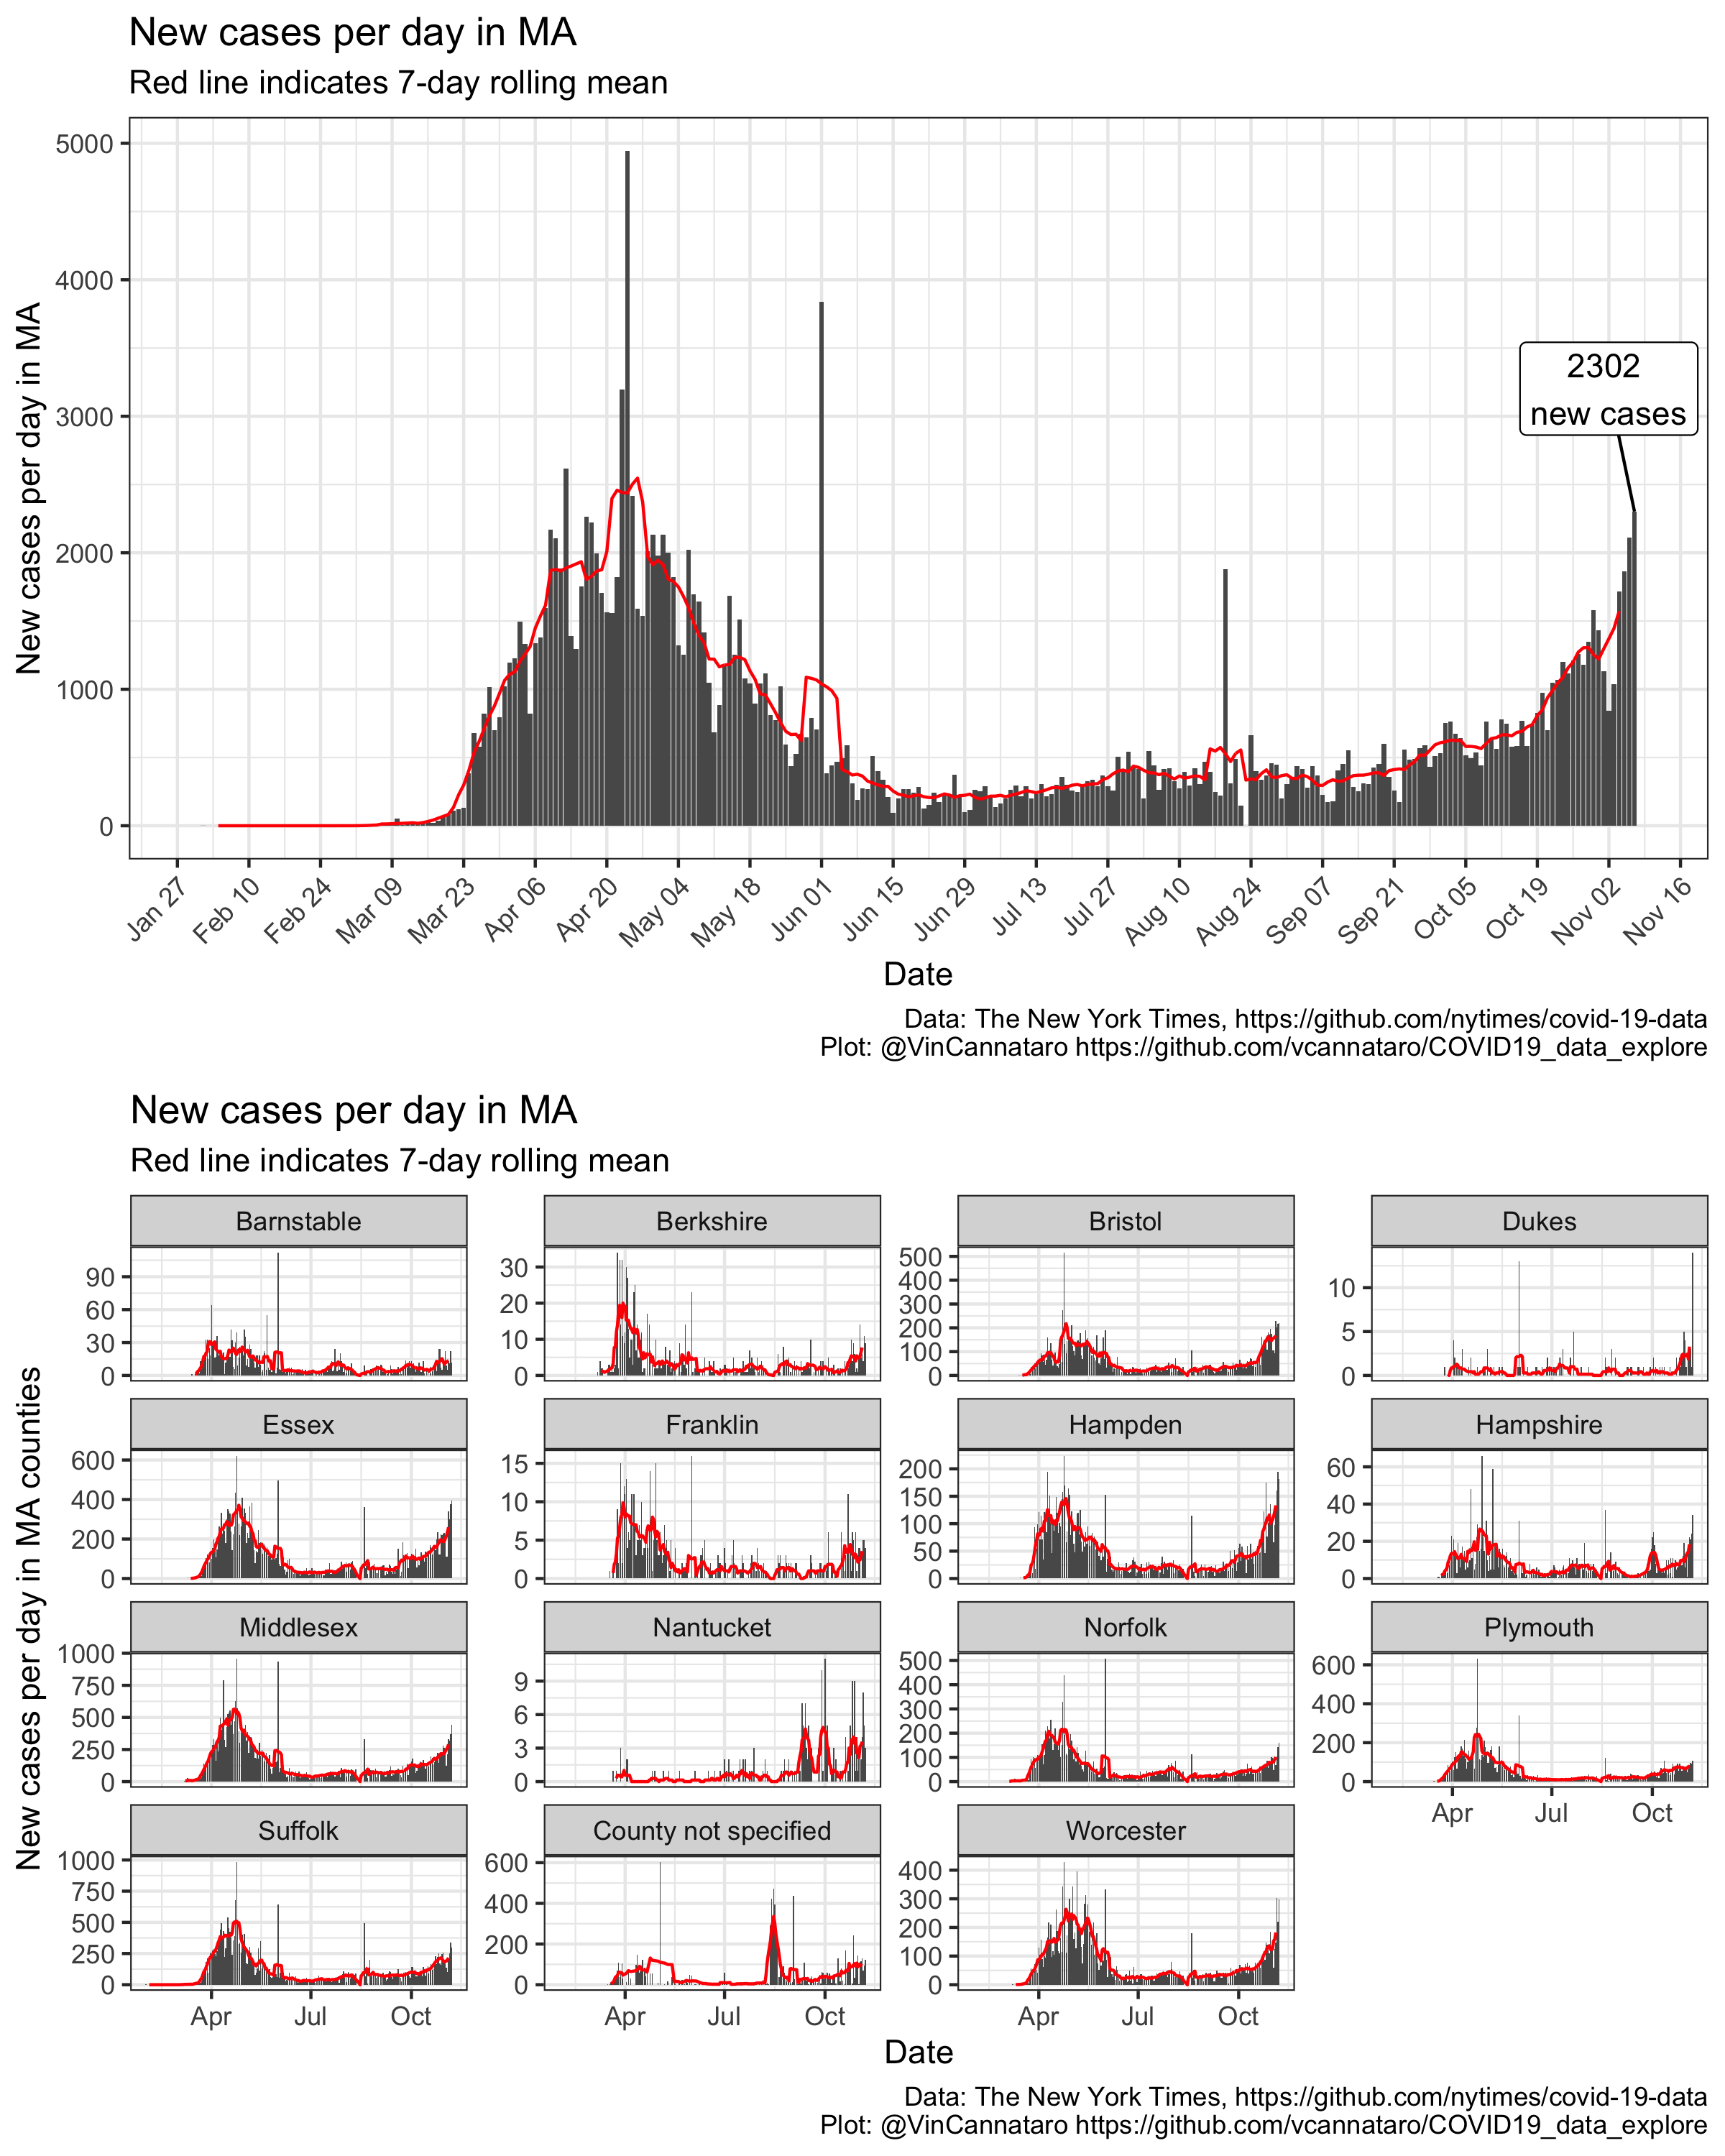 New cases per day in MA
Red line indicates 7-day rolling mean
New cases per day in MA
5000
4000
3000
2000
1000
0
2302
new cases
Jan 27
Feb 10
Feb 24
Mar 09
Mar 23
Apr 06
Apr 20
May 04
May 18
Jun 01
Jun 15
Jun 29
Jul 13
Jul 27
Aug 10
Aug 24
Sep 07
Sep 21
Oct 05
Oct 19
Nov 02
Nov 16
Date
Data: The New York Times, https://github.com/nytimes/covid-19-data
Plot: @VinCannataro https://github.com/vcannataro/COVID19_data_explore
New cases per day in MA
Red line indicates 7-day rolling mean
New cases per day in MA counties
Barnstable
90
60
30
0
Berkshire
30
20
10
0
Bristol
500
400
300
200
100
0
Dukes
10
5
0
Essex
600
400
200
0
Franklin
15
10
5
0
Hampden
200
150
100
50
0
Hampshire
60
40
20
0
Middlesex
1000
750
500
250
0
Nantucket
9
6
3
0
Norfolk
500
400
300
200
100
0
Plymouth
600
400
200
0
Apr
Jul
Oct
Suffolk
1000
750
500
250
0
Apr
Jul
Oct
County not specified
600
400
200
0
Apr
Jul
Oct
Worcester
400
300
200
100
0
Apr
Jul
Oct
Date
Data: The New York Times, https://github.com/nytimes/covid-19-data
Plot: @VinCannataro https://github.com/vcannataro/COVID19_data_explore